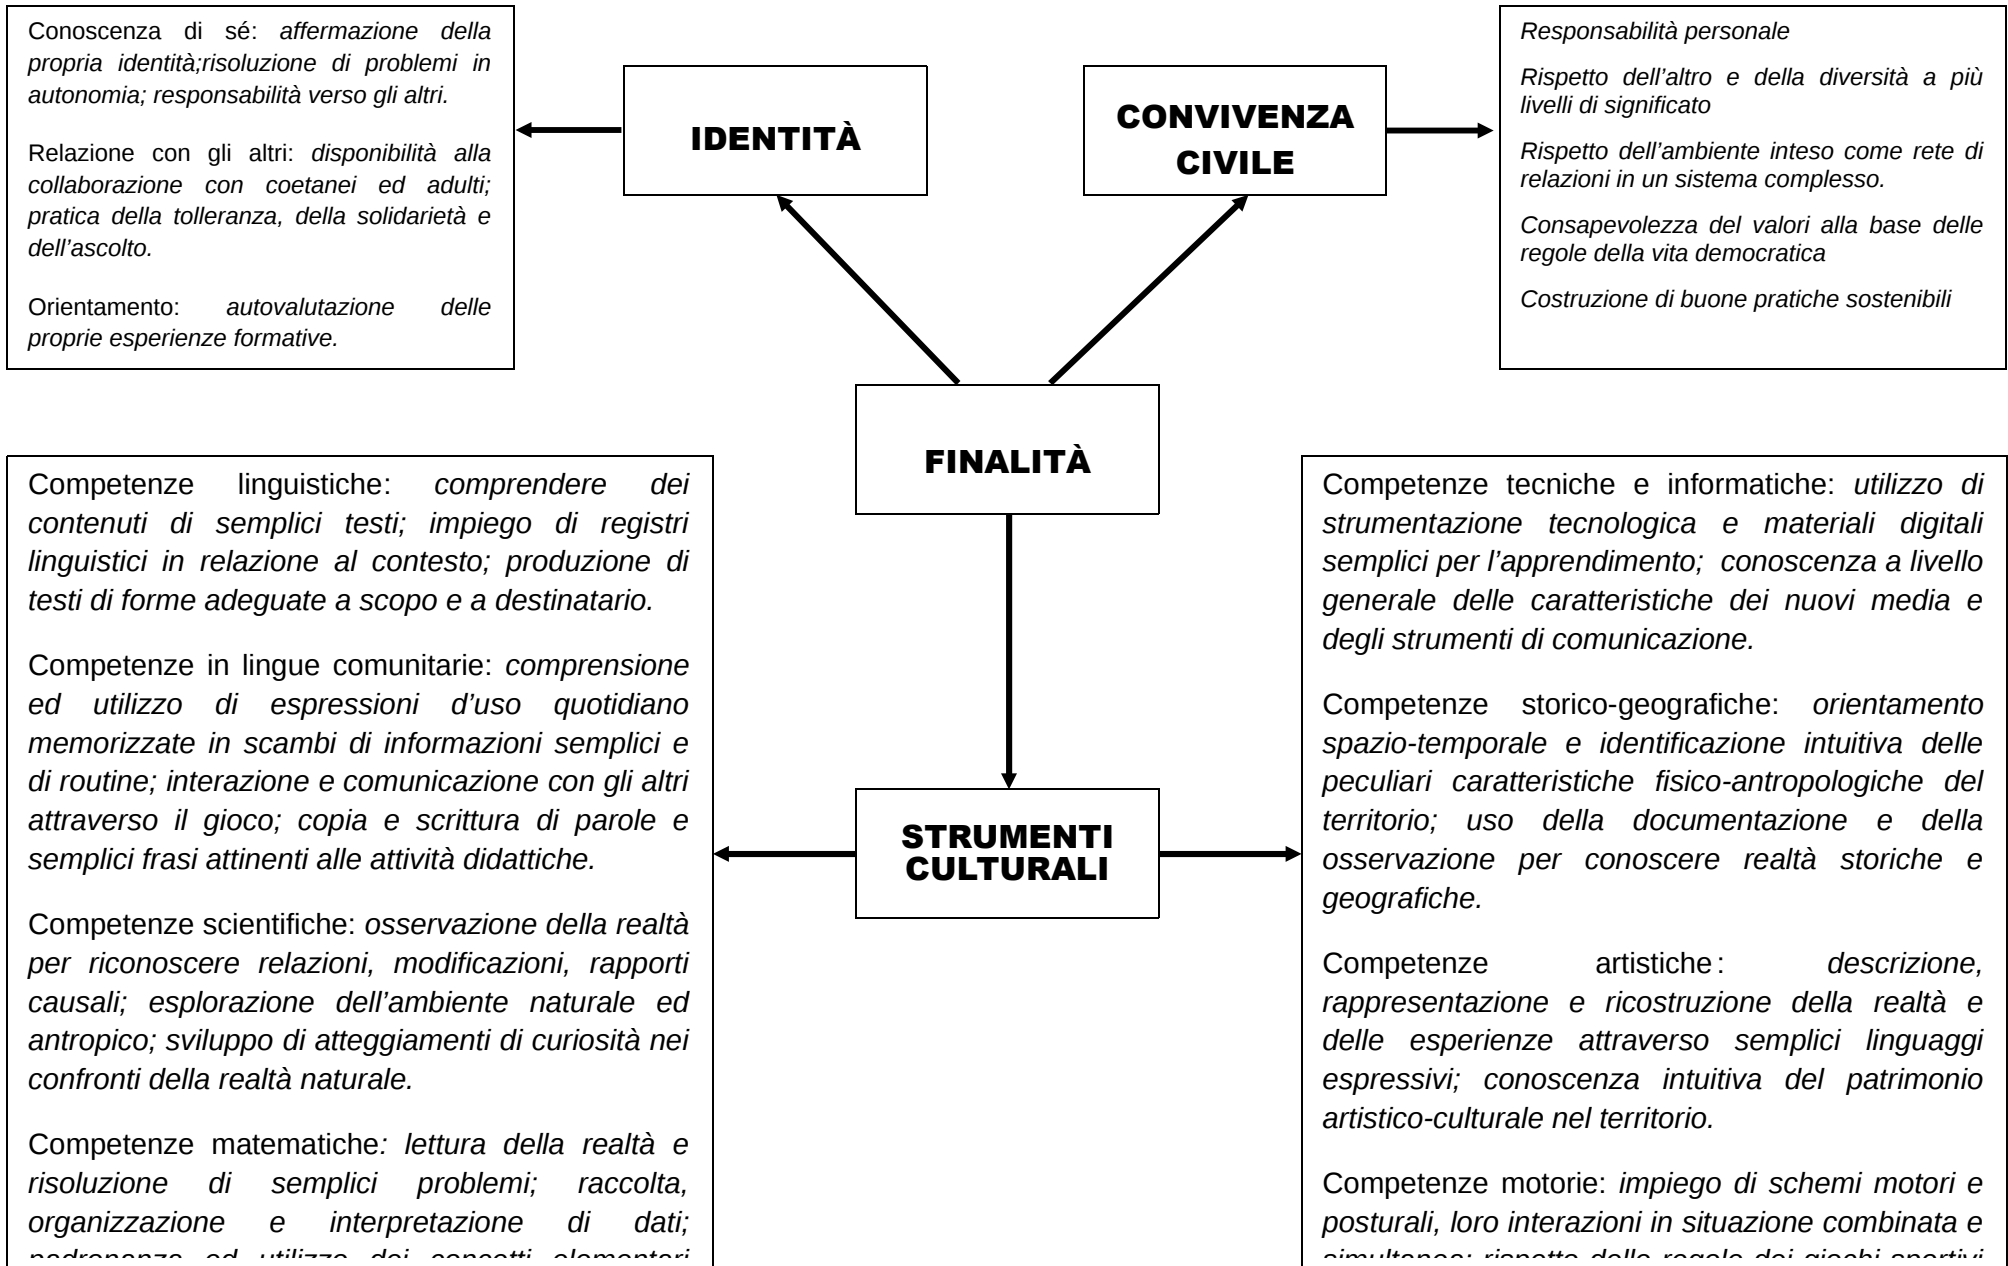 Conoscenza di sé: affermazione della
propria identità;risoluzione di problemi in
autonomia; responsabilità verso gli altri.
Relazione con gli altri: disponibilità alla
collaborazione con coetanei ed adulti;
pratica della tolleranza, della solidarietà e
dell’ascolto.
Orientamento: autovalutazione delle
proprie esperienze formative.
IDENTITÀ
CONVIVENZA
CIVILE
Responsabilità personale
Rispetto dell’altro e della diversità a più
livelli di significato
Rispetto dell’ambiente inteso come rete di
relazioni in un sistema complesso.
Consapevolezza del valori alla base delle
regole della vita democratica
Costruzione di buone pratiche sostenibili
FINALITÀ
Competenze linguistiche: comprendere dei
contenuti di semplici testi; impiego di registri
linguistici in relazione al contesto; produzione di
testi di forme adeguate a scopo e a destinatario.
Competenze in lingue comunitarie: comprensione
ed utilizzo di espressioni d’uso quotidiano
memorizzate in scambi di informazioni semplici e
di routine; interazione e comunicazione con gli altri
attraverso il gioco; copia e scrittura di parole e
semplici frasi attinenti alle attività didattiche.
Competenze scientifiche: osservazione della realtà
per riconoscere relazioni, modificazioni, rapporti
causali; esplorazione dell’ambiente naturale ed
antropico; sviluppo di atteggiamenti di curiosità nei
confronti della realtà naturale.
Competenze matematiche: lettura della realtà e
risoluzione di semplici problemi; raccolta,
organizzazione e interpretazione di dati;
padronanza ed utilizzo dei concetti elementari
STRUMENTI
CULTURALI
Competenze tecniche e informatiche: utilizzo di
strumentazione tecnologica e materiali digitali
semplici per l’apprendimento; conoscenza a livello
generale delle caratteristiche dei nuovi media e
degli strumenti di comunicazione.
Competenze storico-geografiche: orientamento
spazio-temporale e identificazione intuitiva delle
peculiari caratteristiche fisico-antropologiche del
territorio; uso della documentazione e della
osservazione per conoscere realtà storiche e
geografiche.
Competenze artistiche: descrizione,
rappresentazione e ricostruzione della realtà e
delle esperienze attraverso semplici linguaggi
espressivi; conoscenza intuitiva del patrimonio
artistico-culturale nel territorio.
Competenze motorie: impiego di schemi motori e
posturali, loro interazioni in situazione combinata e
simultanea; rispetto delle regole dei giochi sportivi